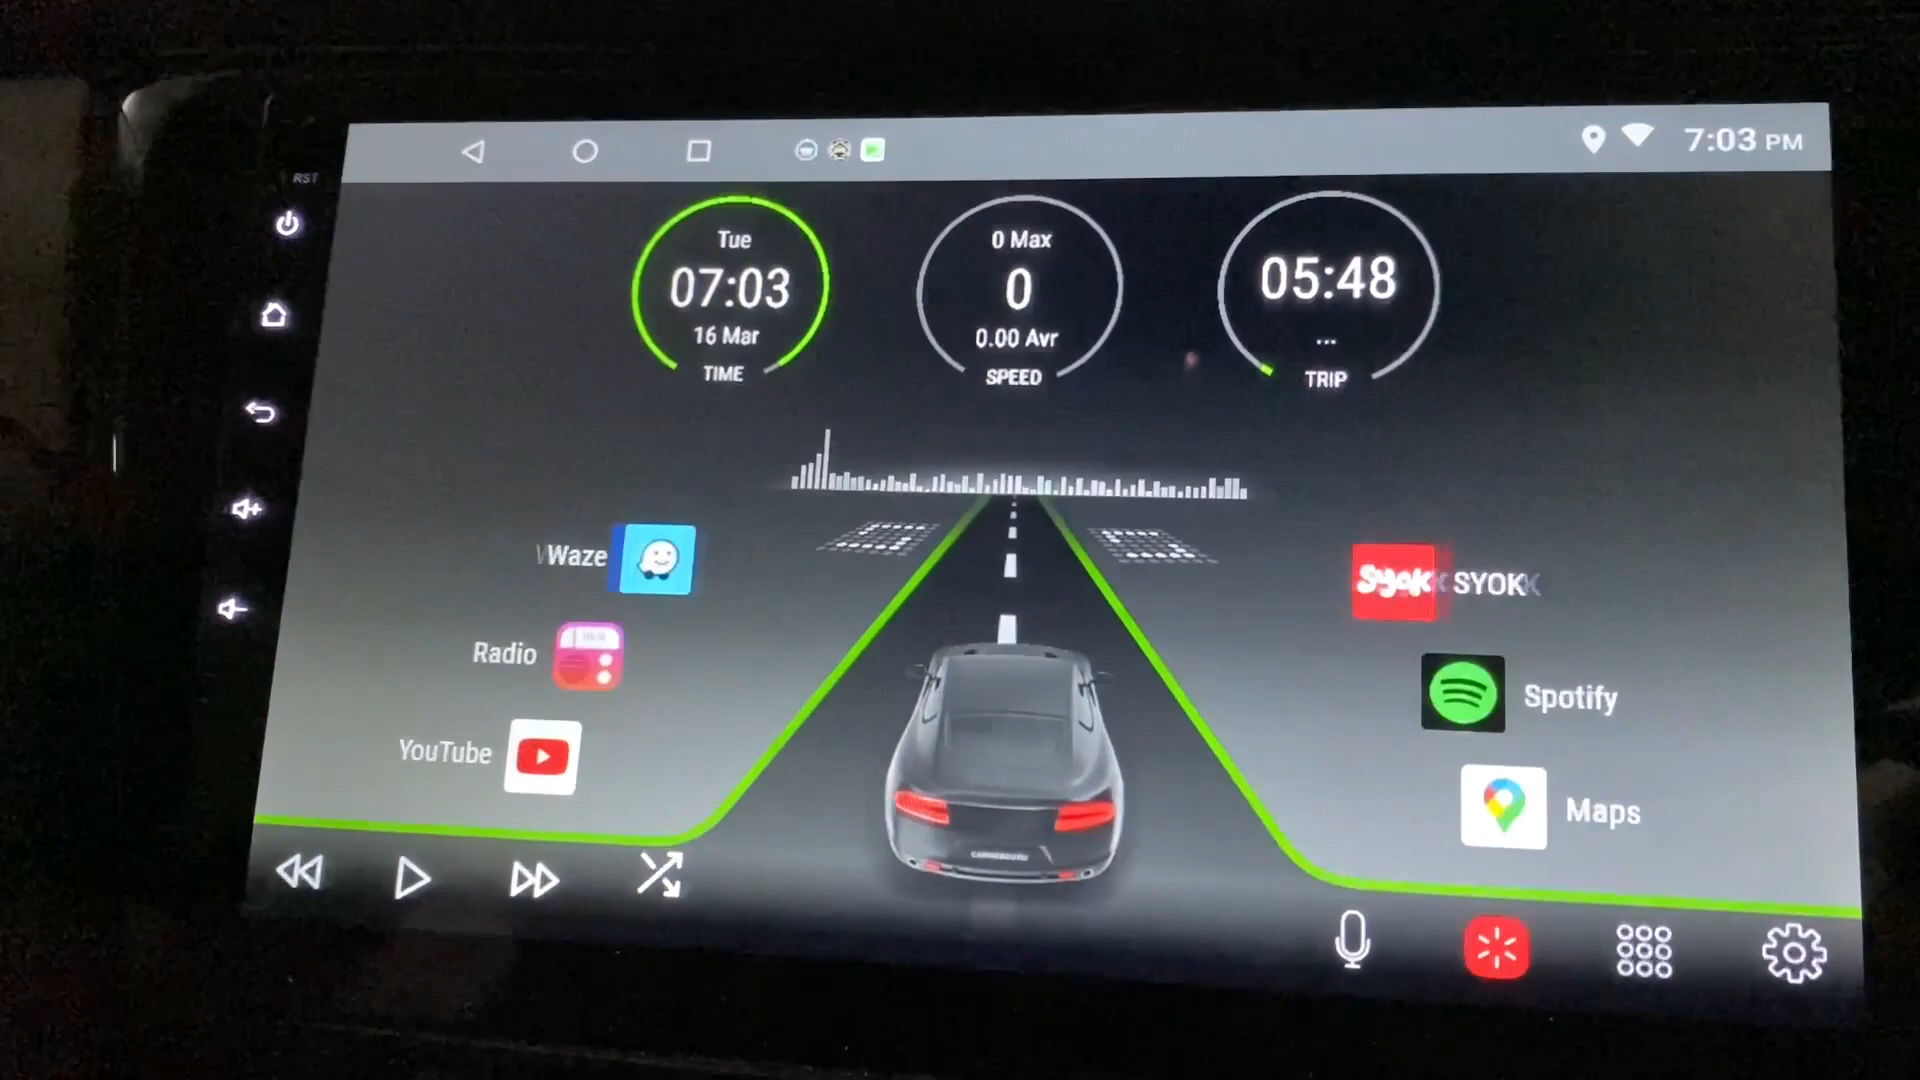 RST
7:03 PM
Tue
07:03
16 Mar
TIME
0 Max
0
0.00 Avr
SPEED
05:48
...
TRIP
Waze
Radio
YouTube
Syok SYOK
Spotify
Maps